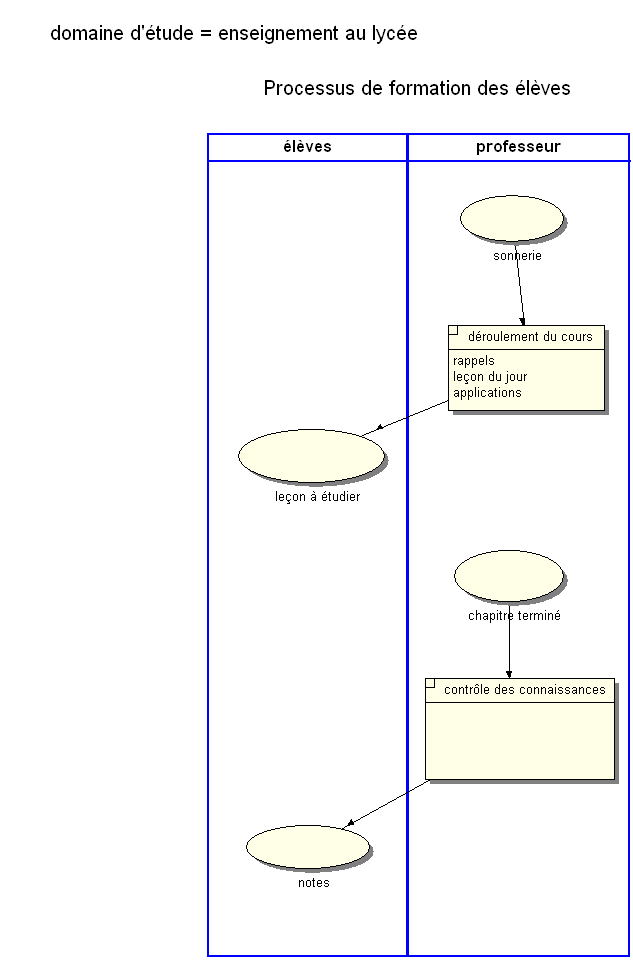 domaine d'étude = enseignement au lycée
Processus de formation des élèves
élèves
professeur
sonnerie
déroulement du cours
rappels
leçon du jour
applications
leçon à étudier
chapitre terminé
contrôle des connaissances
notes